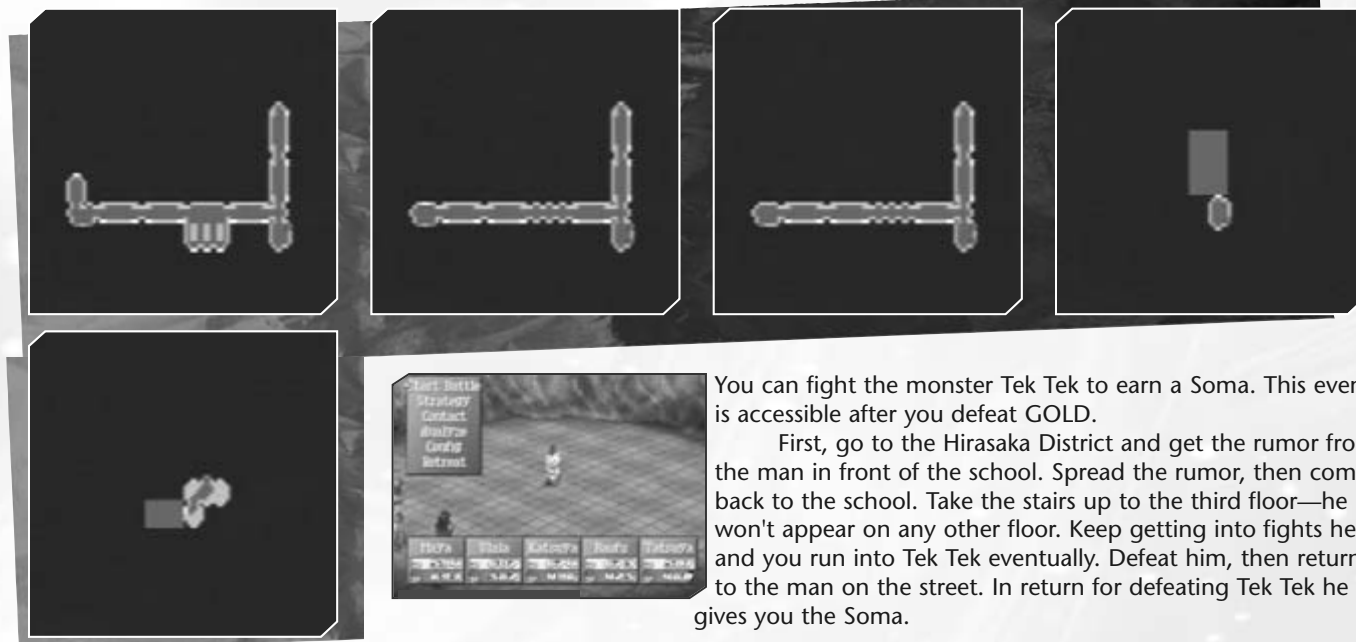 Start Battle
Strategy
Contact
Analyze
Config
Retreat
Maya Ulala Katsuya Baofu Tatsuya
You can fight the monster Tek Tek to earn a Soma. This even
is accessible after you defeat GOLD.
First, go to the Hirasaka District and get the rumor fro
the man in front of the school. Spread the rumor, then com
back to the school. Take the stairs up to the third floor—he
won't appear on any other floor. Keep getting into fights he
and you run into Tek Tek eventually. Defeat him, then return
to the man on the street. In return for defeating Tek Tek he
gives you the Soma.